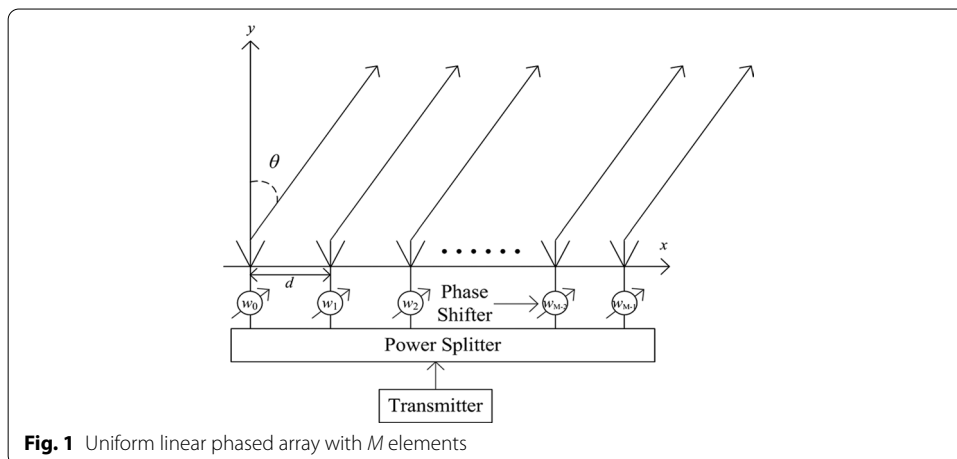 y
θ
x
d
w0 w1 w2 Phase Shifter wM-2 wM-1
Power Splitter
Transmitter
Fig. 1 Uniform linear phased array with M elements